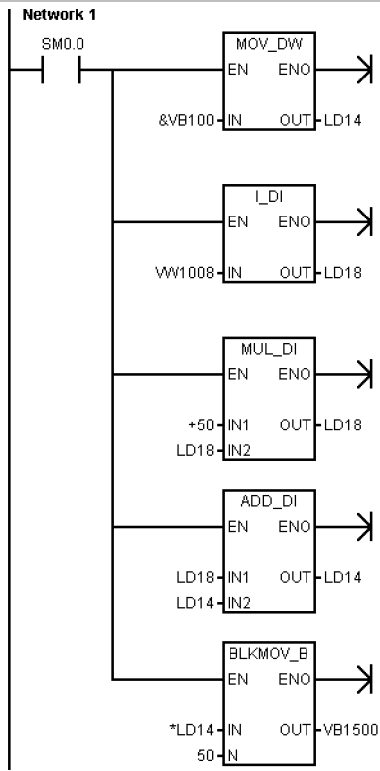 Network 1
SM0.0
MOV_DW
EN ENO
&VB100 IN OUT LD14
I_DI
EN ENO
VW1008 IN OUT LD18
MUL_DI
EN ENO
+50 IN1 OUT LD18
LD18 IN2
ADD_DI
EN ENO
LD18 IN1 OUT LD14
LD14 IN2
BLKMOV_B
EN ENO
*LD14 IN OUT VB1500
50 N